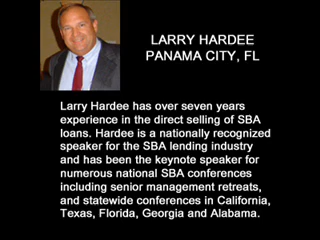 LARRY HARDEE
PANAMA CITY, FL
Larry Hardee has over seven years
experience in the direct selling of SBA
loans. Hardee is a nationally recognized
speaker for the SBA lending industry
and has been the keynote speaker for
numerous national SBA conferences
including senior management retreats,
and statewide conferences in California,
Texas, Florida, Georgia and Alabama.